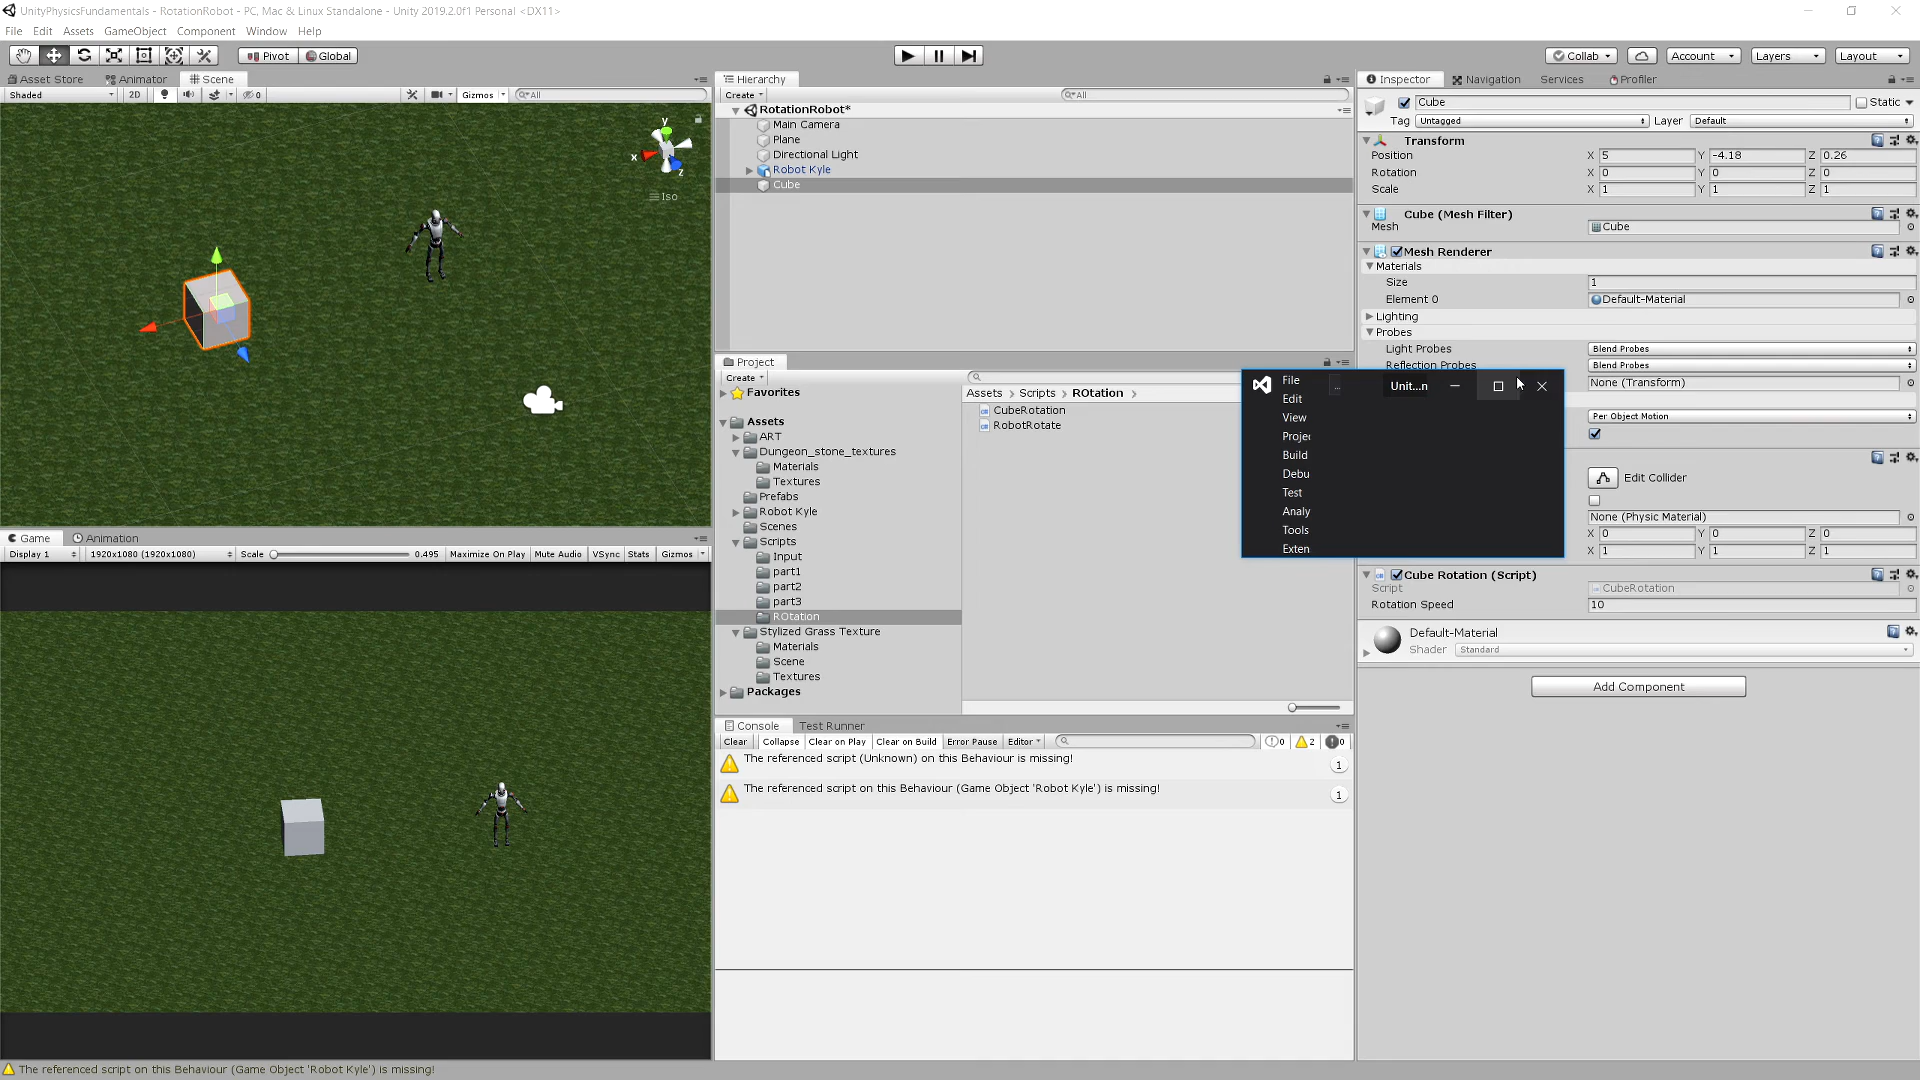 UnityPhysicsFundamentals - RotationRobot - PC, Mac & Linux Standalone - Unity 2019.2.0f1 Personal <DX11>
File Edit Assets GameObject Component Window Help
Pivot Global Collab Account Layers Layout
Asset Store Animator Scene
Shaded 2D 0 Gizmos All
y
x
z
Iso
Hierarchy
Create All
RotationRobot*
Main Camera
Plane
Directional Light
Robot Kyle
Cube
Project
Create
Favorites
Assets
ART
Dungeon_stone_textures
Materials
Textures
Prefabs
Robot Kyle
Scenes
Scripts
Input
part1
part2
part3
ROtation
Stylized Grass Texture
Materials
Scene
Textures
Packages
Assets Scripts ROtation
CubeRotation
RobotRotate
File ... Unit...n
Edit
View
Projec
Build
Debu
Test
Analy
Tools
Exten
Inspector Navigation Services Profiler
Cube Static
Tag Untagged Layer Default
Transform
Position X 5 Y -4.18 Z 0.26
Rotation X 0 Y 0 Z 0
Scale X 1 Y 1 Z 1
Cube (Mesh Filter)
Mesh Cube
Mesh Renderer
Materials
Size 1
Element 0 Default-Material
Lighting
Probes
Light Probes Blend Probes
Reflection Probes Blend Probes
None (Transform)
Per Object Motion
Edit Collider
None (Physic Material)
X 0 Y 0 Z 0
X 1 Y 1 Z 1
Cube Rotation (Script)
Script CubeRotation
Rotation Speed 10
Default-Material
Shader Standard
Add Component
Game Animation
Display 1 1920x1080 (1920x1080) Scale 0.495 Maximize On Play Mute Audio VSync Stats Gizmos
Console Test Runner
Clear Collapse Clear on Play Clear on Build Error Pause Editor 0 2 0
The referenced script (Unknown) on this Behaviour is missing! 1
The referenced script on this Behaviour (Game Object 'Robot Kyle') is missing! 1
The referenced script on this Behaviour (Game Object 'Robot Kyle') is missing!